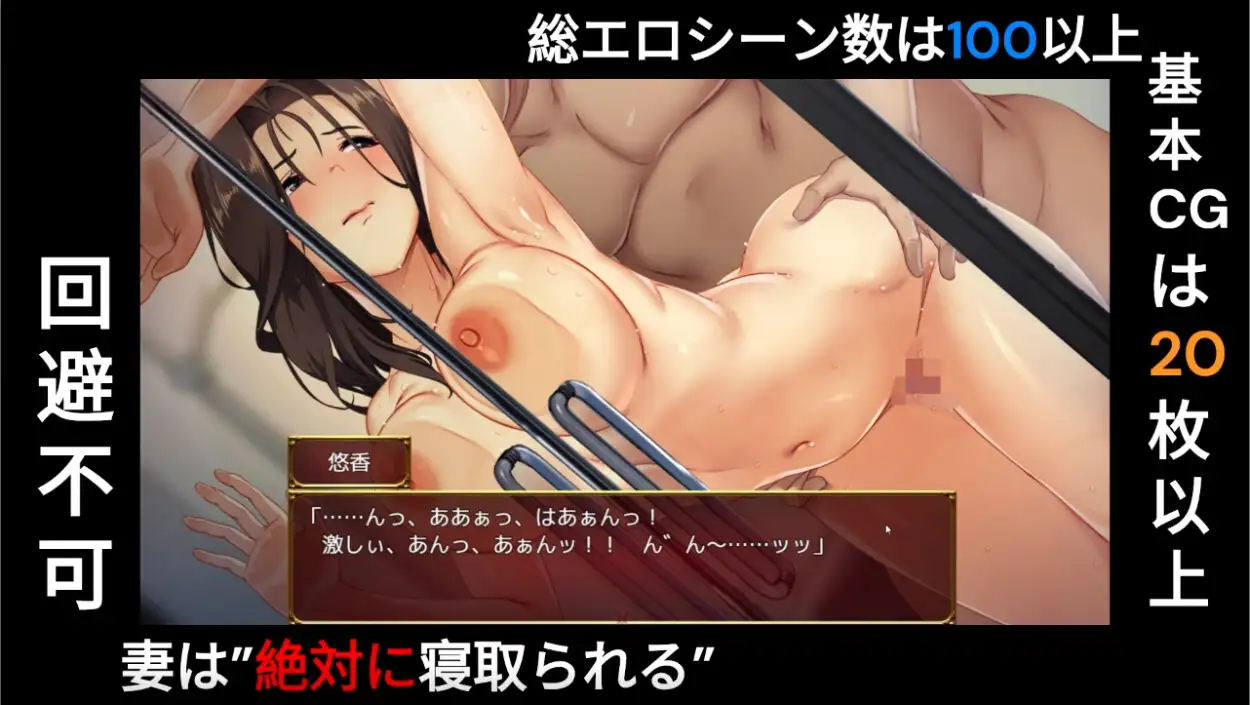 総エロシーン数は100以上
基本CGは20枚以上
回避不可
悠香
「……んっ、ああぁっ、はあぁんっ！
激しぃ、あんっ、あぁんッ！！　ん゛ん～……ッッ」
妻は”絶対に寝取られる”